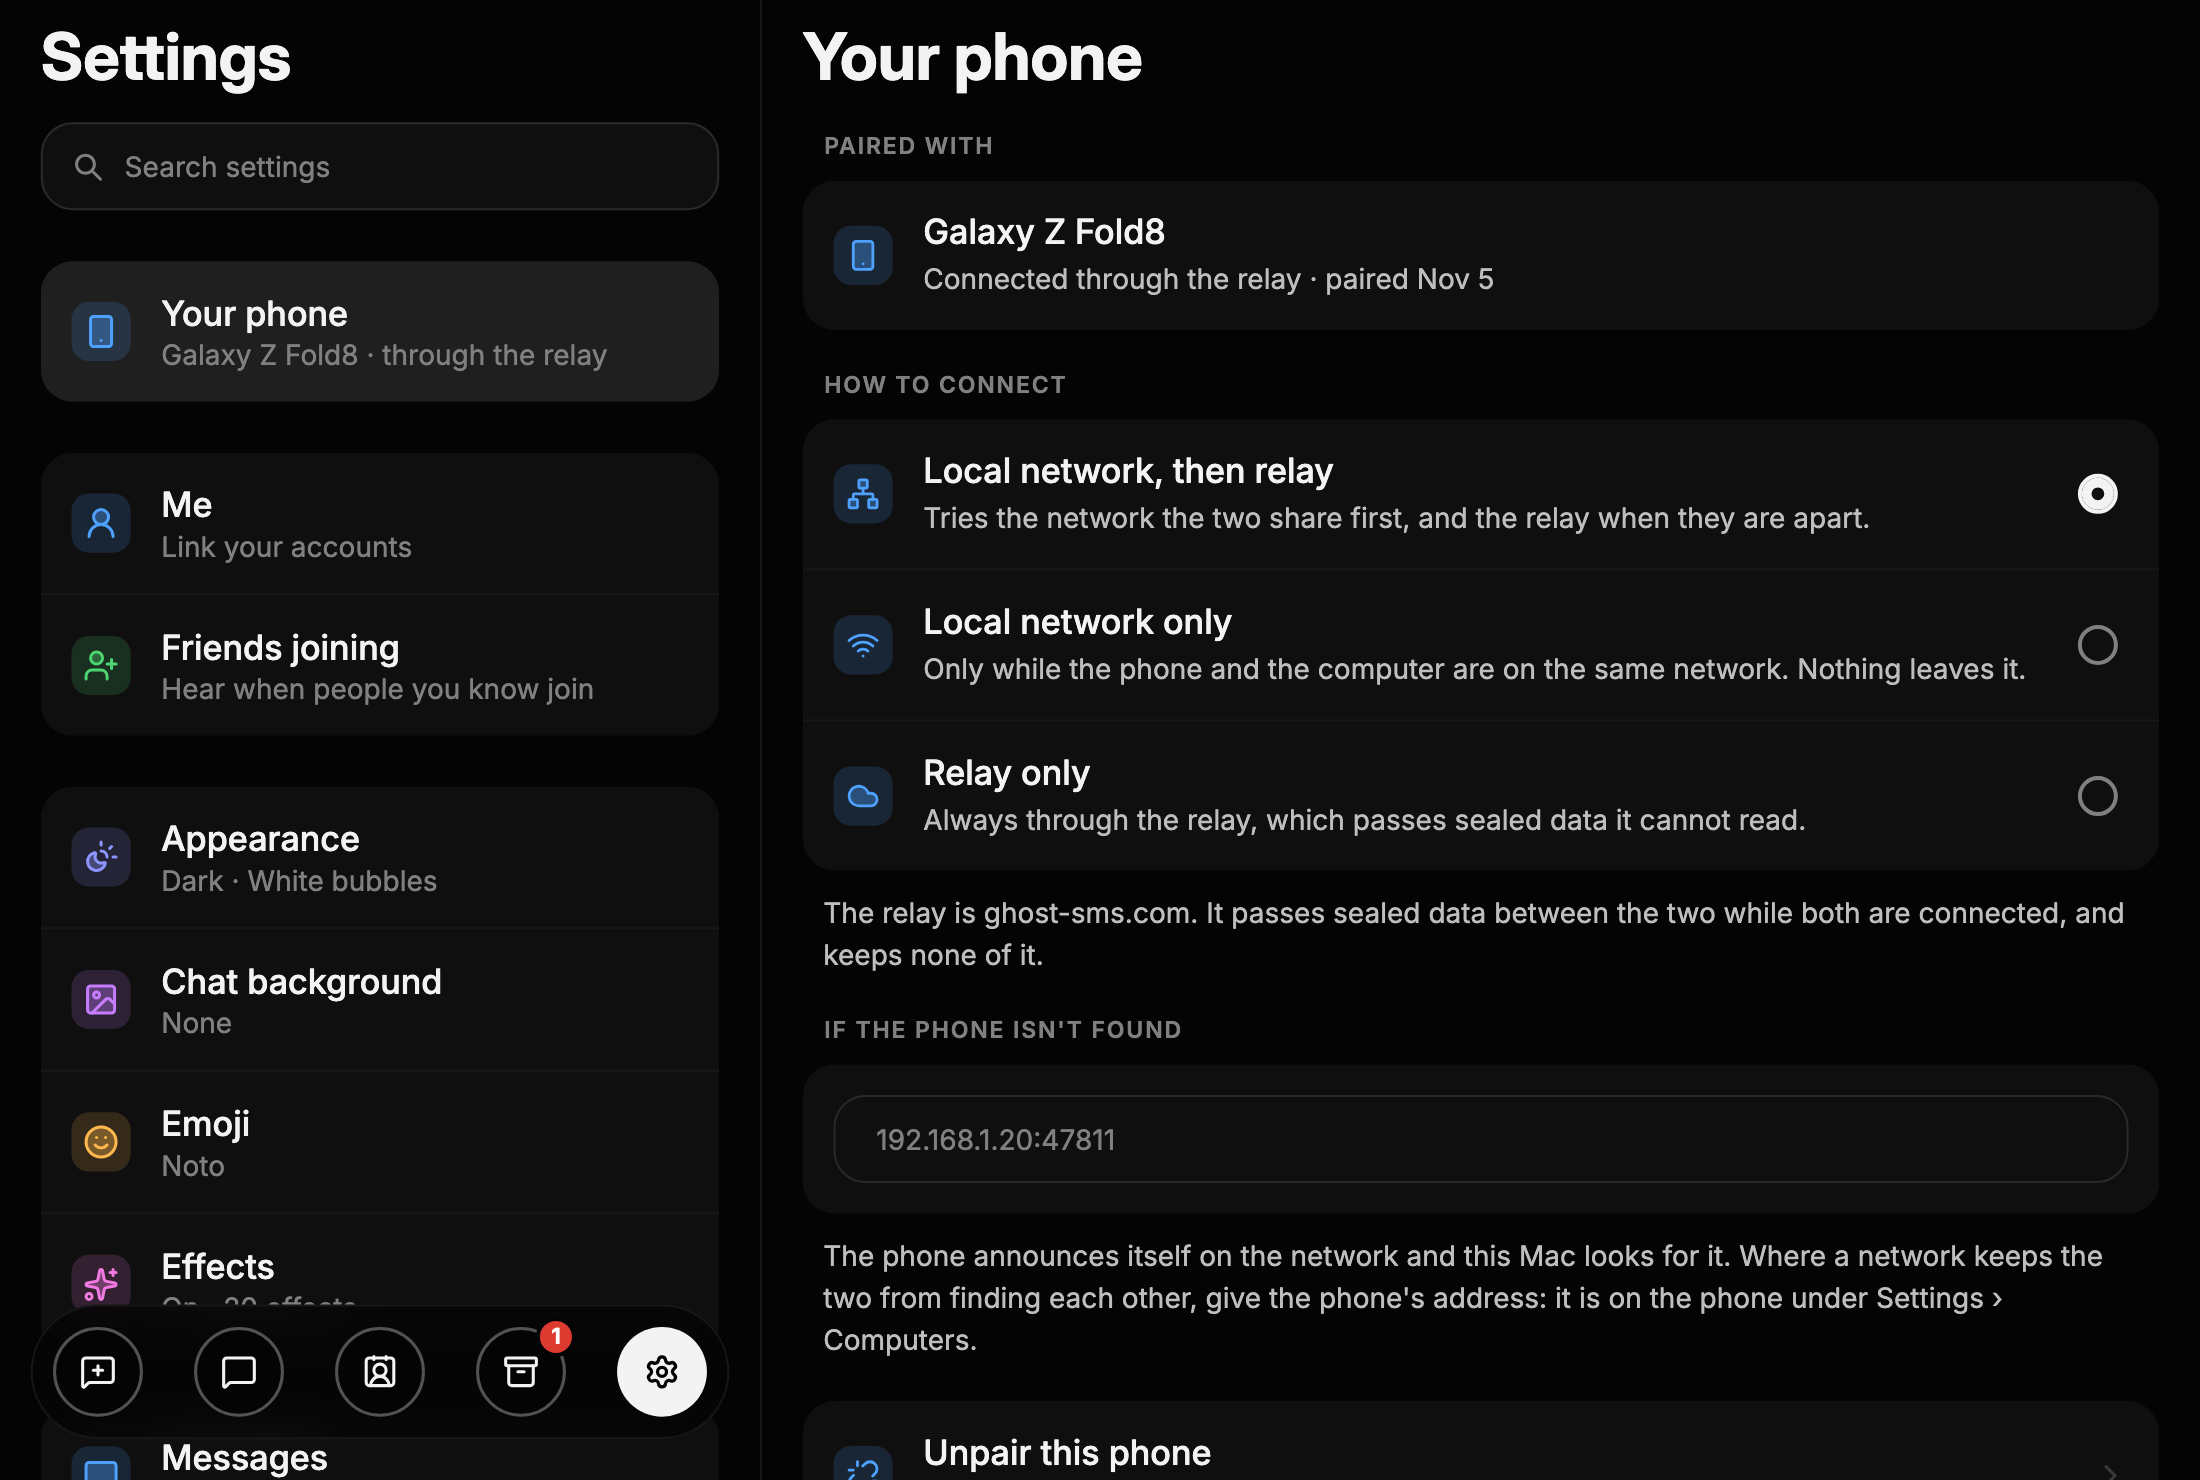 Settings
Search settings
Your phone
Galaxy Z Fold8 · through the relay
Me
Link your accounts
Friends joining
Hear when people you know join
Appearance
Dark · White bubbles
Chat background
None
Emoji
Noto
Effects
On · 20 effects
1
Messages
Your phone
PAIRED WITH
Galaxy Z Fold8
Connected through the relay · paired Nov 5
HOW TO CONNECT
Local network, then relay
Tries the network the two share first, and the relay when they are apart.
Local network only
Only while the phone and the computer are on the same network. Nothing leaves it.
Relay only
Always through the relay, which passes sealed data it cannot read.
The relay is ghost-sms.com. It passes sealed data between the two while both are connected, and
keeps none of it.
IF THE PHONE ISN'T FOUND
192.168.1.20:47811
The phone announces itself on the network and this Mac looks for it. Where a network keeps the
two from finding each other, give the phone's address: it is on the phone under Settings ›
Computers.
Unpair this phone